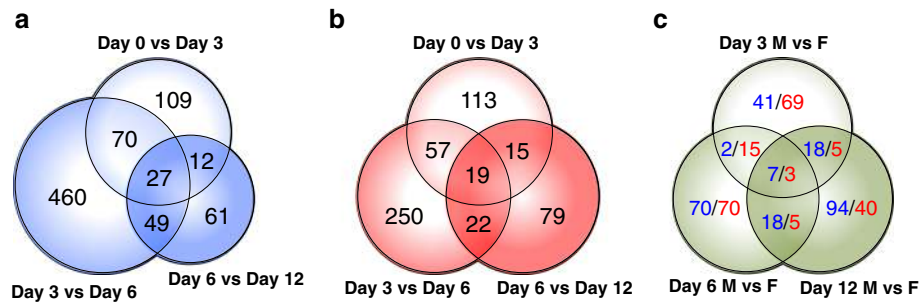 a
b
c
Day 0 vs Day 3
Day 0 vs Day 3
Day 3 M vs F
109
113
41/69
70
12
57
15
2/15
18/5
27
19
7/3
460
49
61
250
22
79
70/70
18/5
94/40
Day 3 vs Day 6
Day 6 vs Day 12
Day 3 vs Day 6
Day 6 vs Day 12
Day 6 M vs F
Day 12 M vs F